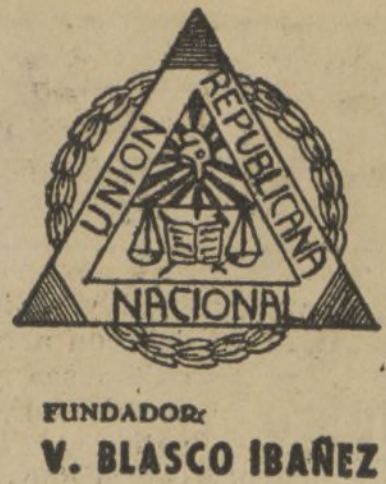 UNION
REPUBLICANA
NACIONAL
FUNDADOR:
V. BLASCO IBAÑEZ